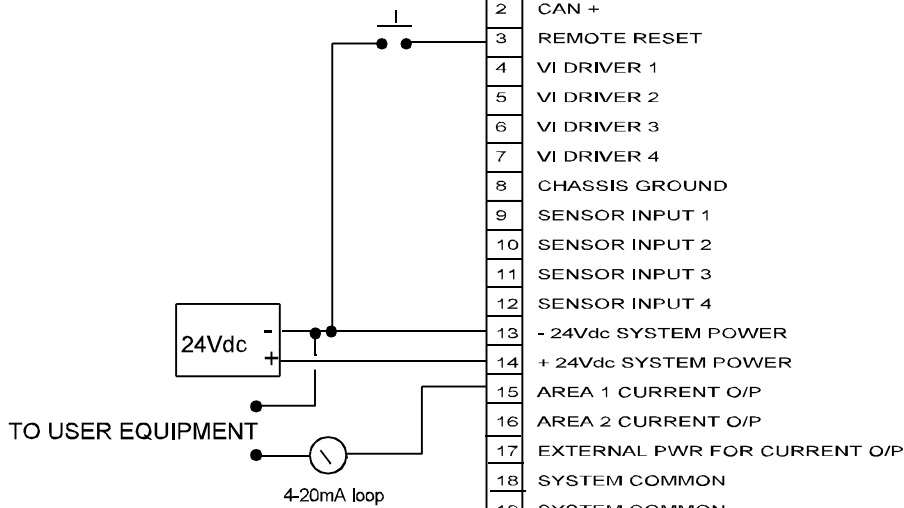 2 CAN +
3 REMOTE RESET
4 VI DRIVER 1
5 VI DRIVER 2
6 VI DRIVER 3
7 VI DRIVER 4
8 CHASSIS GROUND
9 SENSOR INPUT 1
10 SENSOR INPUT 2
11 SENSOR INPUT 3
12 SENSOR INPUT 4
24Vdc - +
13 - 24Vdc SYSTEM POWER
14 + 24Vdc SYSTEM POWER
15 AREA 1 CURRENT O/P
16 AREA 2 CURRENT O/P
TO USER EQUIPMENT
17 EXTERNAL PWR FOR CURRENT O/P
18 SYSTEM COMMON
4-20mA loop
19 SYSTEM COMMON